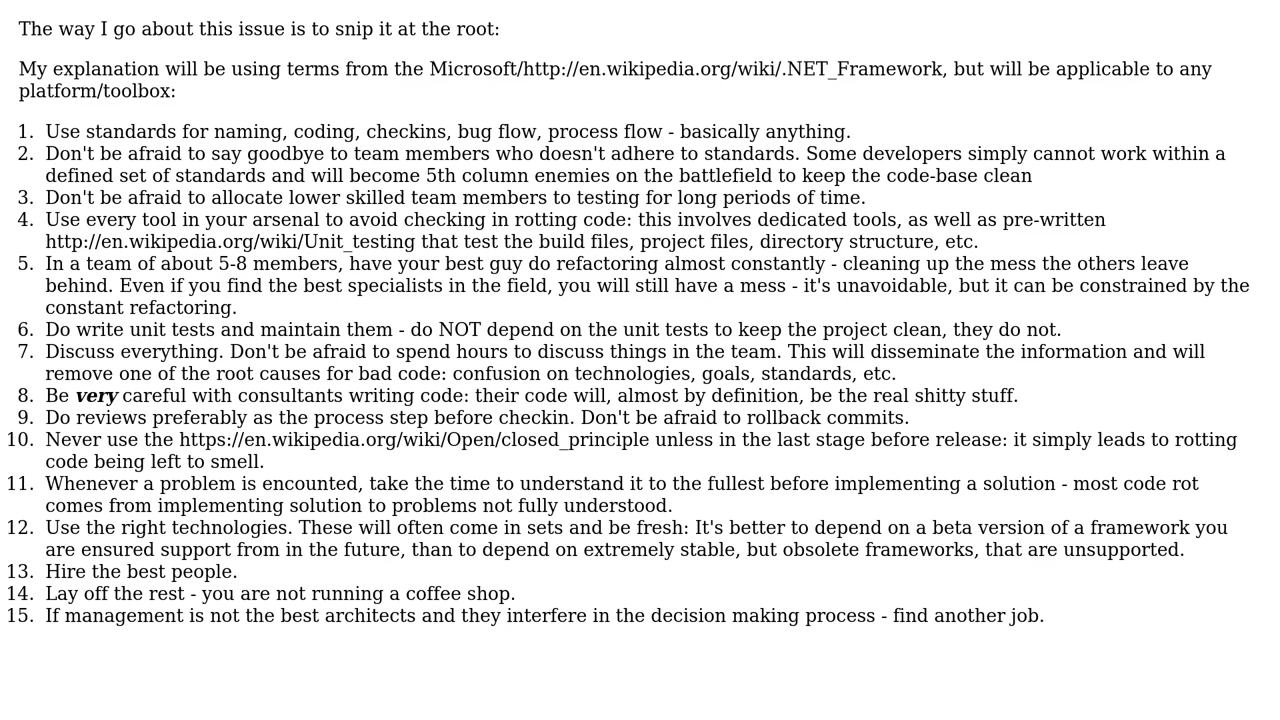 The way I go about this issue is to snip it at the root:
My explanation will be using terms from the Microsoft/http://en.wikipedia.org/wiki/.NET_Framework, but will be applicable to any
platform/toolbox:
1. Use standards for naming, coding, checkins, bug flow, process flow - basically anything.
2. Don't be afraid to say goodbye to team members who doesn't adhere to standards. Some developers simply cannot work within a
defined set of standards and will become 5th column enemies on the battlefield to keep the code-base clean
3. Don't be afraid to allocate lower skilled team members to testing for long periods of time.
4. Use every tool in your arsenal to avoid checking in rotting code: this involves dedicated tools, as well as pre-written
http://en.wikipedia.org/wiki/Unit_testing that test the build files, project files, directory structure, etc.
5. In a team of about 5-8 members, have your best guy do refactoring almost constantly - cleaning up the mess the others leave
behind. Even if you find the best specialists in the field, you will still have a mess - it's unavoidable, but it can be constrained by the
constant refactoring.
6. Do write unit tests and maintain them - do NOT depend on the unit tests to keep the project clean, they do not.
7. Discuss everything. Don't be afraid to spend hours to discuss things in the team. This will disseminate the information and will
remove one of the root causes for bad code: confusion on technologies, goals, standards, etc.
8. Be very careful with consultants writing code: their code will, almost by definition, be the real shitty stuff.
9. Do reviews preferably as the process step before checkin. Don't be afraid to rollback commits.
10. Never use the https://en.wikipedia.org/wiki/Open/closed_principle unless in the last stage before release: it simply leads to rotting
code being left to smell.
11. Whenever a problem is encountered, take the time to understand it to the fullest before implementing a solution - most code rot
comes from implementing solution to problems not fully understood.
12. Use the right technologies. These will often come in sets and be fresh: It's better to depend on a beta version of a framework you
are ensured support from in the future, than to depend on extremely stable, but obsolete frameworks, that are unsupported.
13. Hire the best people.
14. Lay off the rest - you are not running a coffee shop.
15. If management is not the best architects and they interfere in the decision making process - find another job.